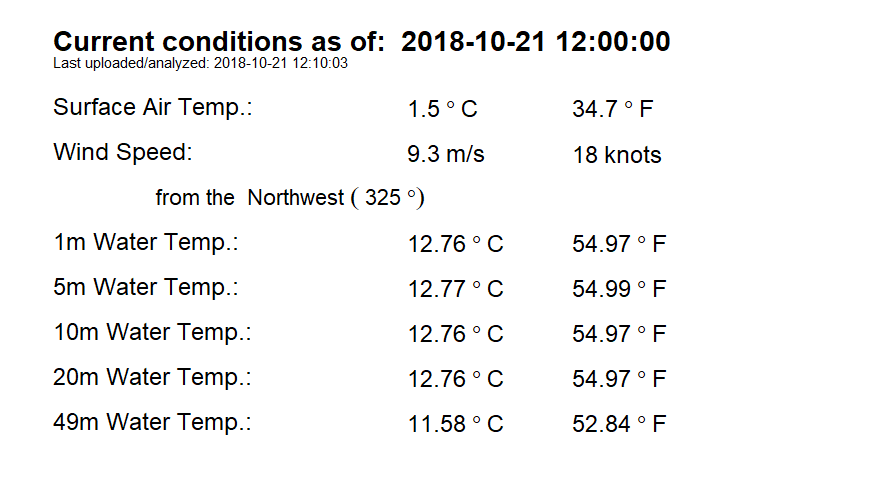 Current conditions as of:  2018-10-21 12:00:00
Last uploaded/analyzed: 2018-10-21 12:10:03
Surface Air Temp.: 1.5 ° C 34.7 ° F
Wind Speed: 9.3 m/s 18 knots
from the  Northwest ( 325 °)
1m Water Temp.: 12.76 ° C 54.97 ° F
5m Water Temp.: 12.77 ° C 54.99 ° F
10m Water Temp.: 12.76 ° C 54.97 ° F
20m Water Temp.: 12.76 ° C 54.97 ° F
49m Water Temp.: 11.58 ° C 52.84 ° F